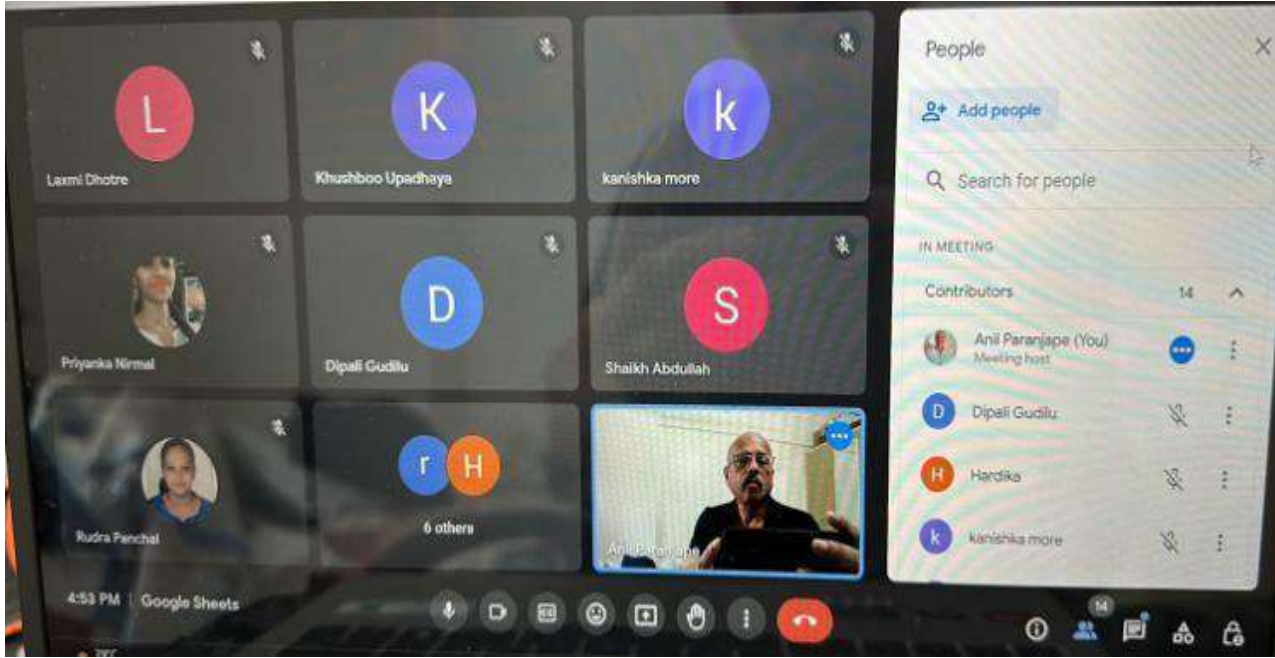 L
Laxmi Dhotre
K
Khushboo Upadhaya
k
kanishka more
Priyanka Nirmal
D
Dipali Gudilu
S
Shaikh Abdullah
Rudra Panchal
r H
6 others
Anil Paranjape
4:53 PM | Google Sheets
CC
People
Add people
Search for people
IN MEETING
Contributors 14
Anil Paranjape (You)
Meeting host
D Dipali Gudilu
H Hardika
k kanishka more
14